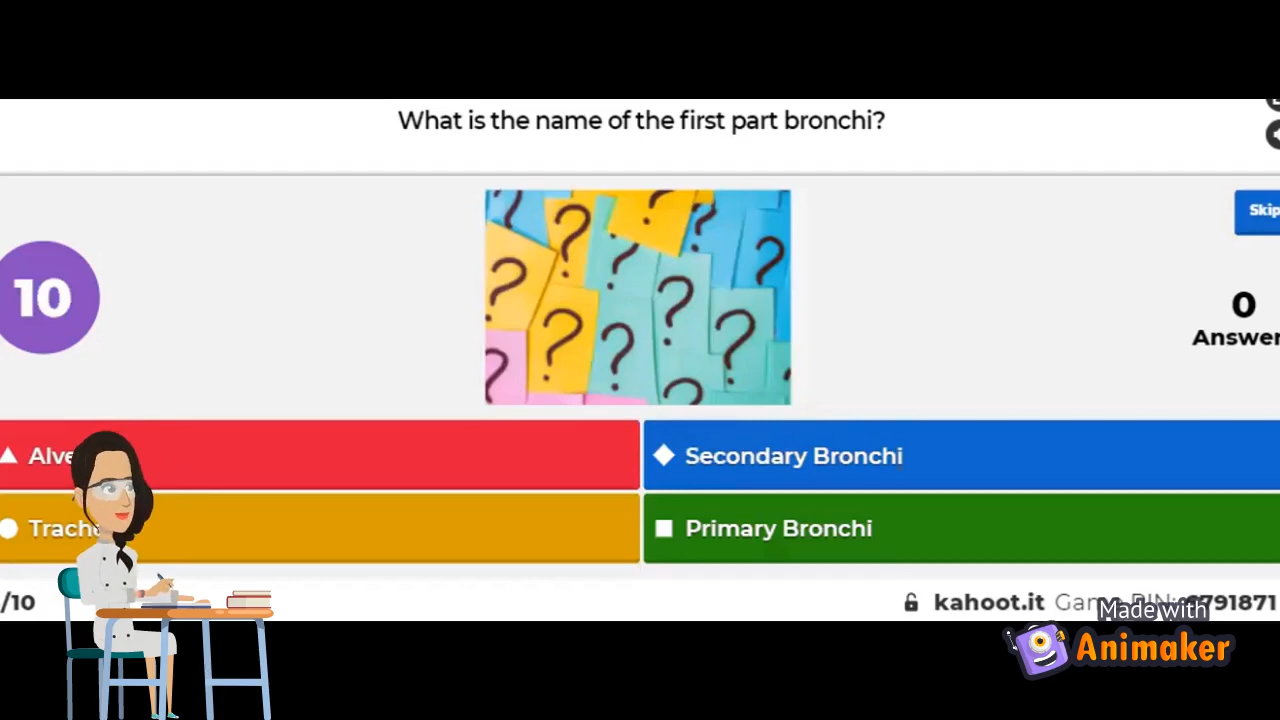 What is the name of the first part bronchi?
Skip
10
0
Secondary Bronchi
Primary Bronchi
/10
kahoot.it
Made with
Animaker